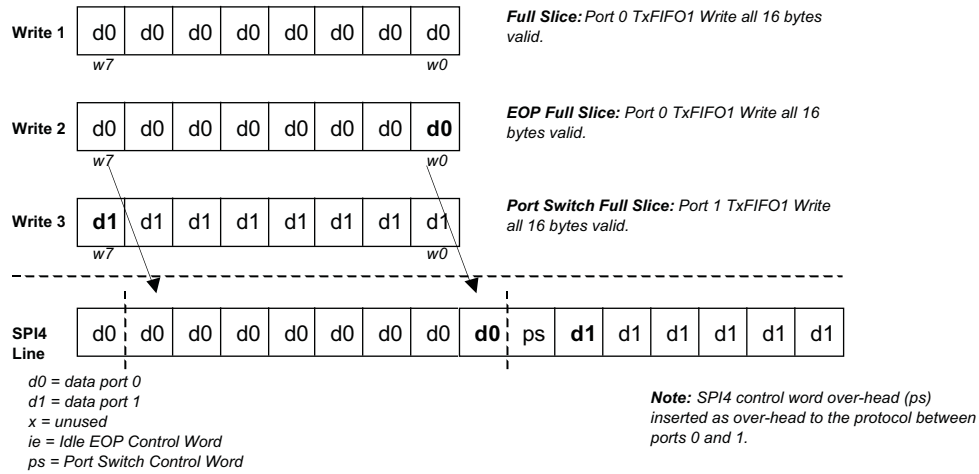 Write 1 d0 d0 d0 d0 d0 d0 d0 d0
w7 w0
Full Slice: Port 0 TxFIFO1 Write all 16 bytes
valid.
Write 2 d0 d0 d0 d0 d0 d0 d0 d0
w7 w0
EOP Full Slice: Port 0 TxFIFO1 Write all 16
bytes valid.
Write 3 d1 d1 d1 d1 d1 d1 d1 d1
w7 w0
Port Switch Full Slice: Port 1 TxFIFO1 Write
all 16 bytes valid.
SPI4
Line
d0 d0 d0 d0 d0 d0 d0 d0 d0 ps d1 d1 d1 d1 d1 d1
d0 = data port 0
d1 = data port 1
x = unused
ie = Idle EOP Control Word
ps = Port Switch Control Word
Note: SPI4 control word over-head (ps)
inserted as over-head to the protocol between
ports 0 and 1.